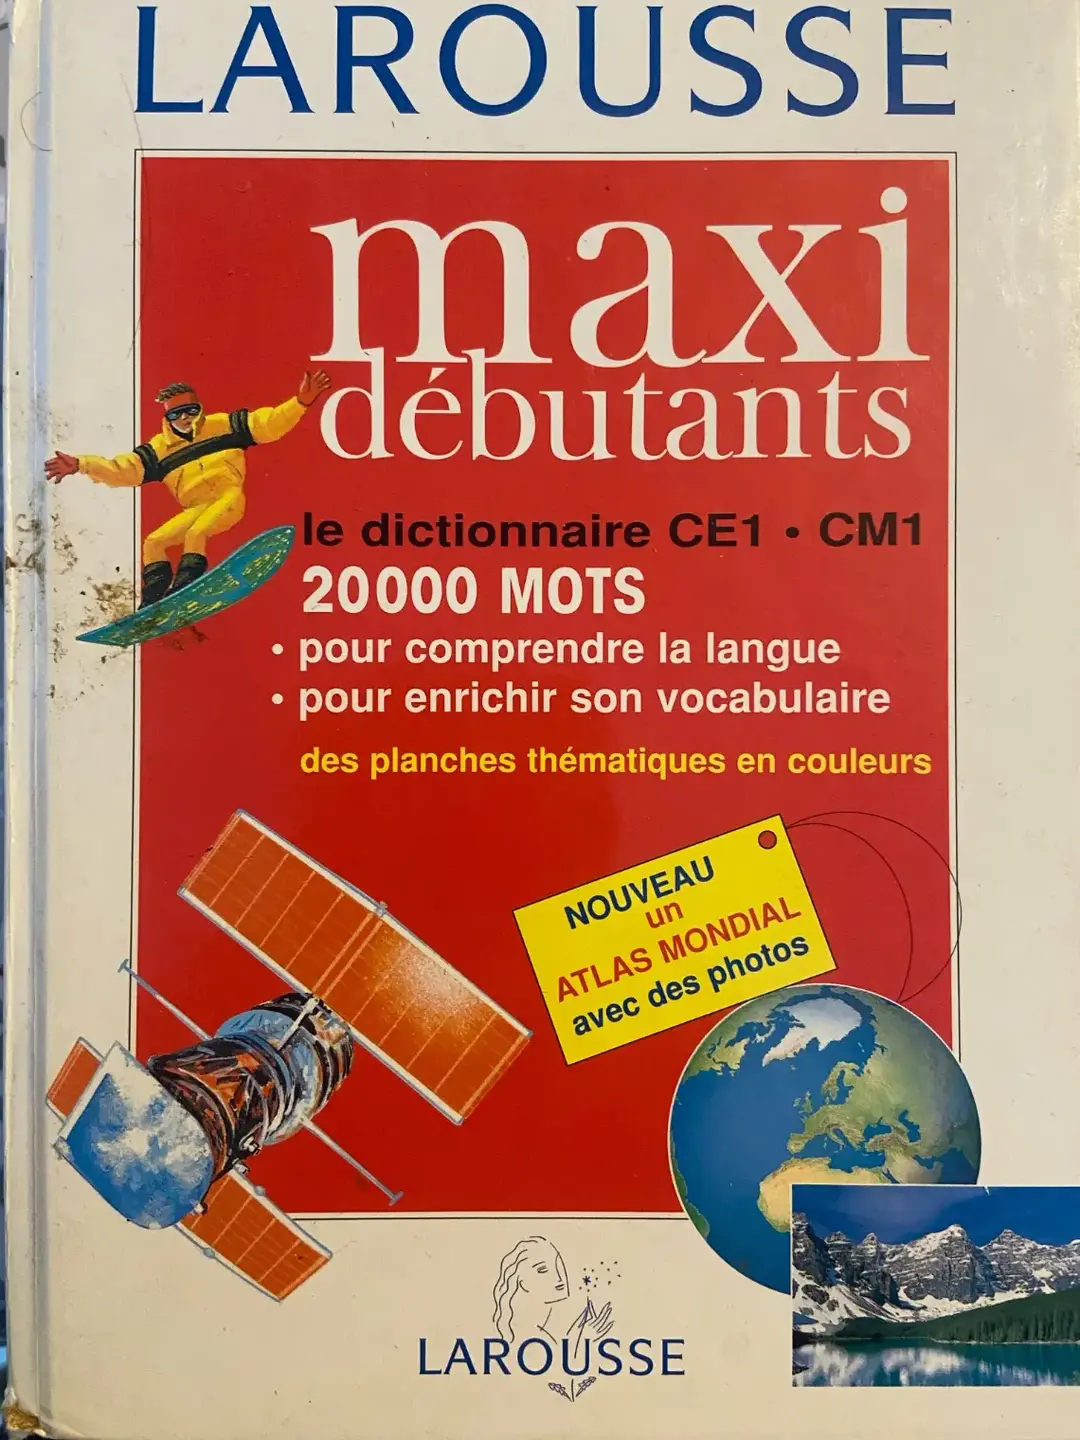 LAROUSSE
maxi
débutants
le dictionnaire CE1 • CM1
20000 MOTS
• pour comprendre la langue
• pour enrichir son vocabulaire
des planches thématiques en couleurs
NOUVEAU
un
ATLAS MONDIAL
avec des photos
LAROUSSE